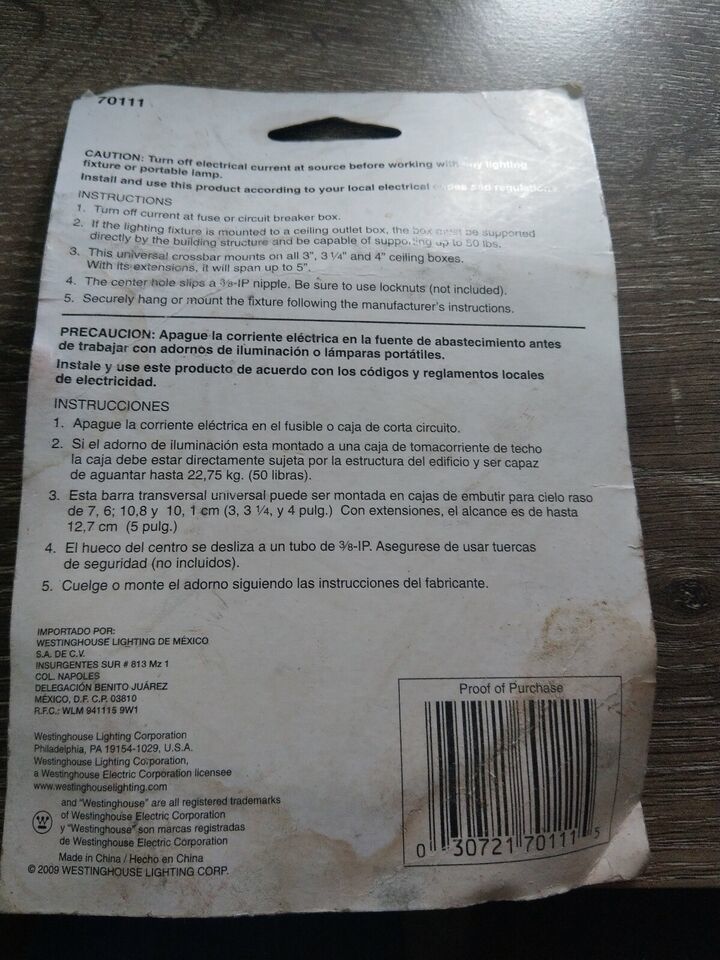 70111
CAUTION: Turn off electrical current at source before working with any lighting
fixture or portable lamp.
Install and use this product according to your local electrical codes and regulations.
INSTRUCTIONS
1. Turn off current at fuse or circuit breaker box.
2. If the lighting fixture is mounted to a ceiling outlet box, the box must be supported
directly by the building structure and be capable of supporting up to 50 lbs.
3. This universal crossbar mounts on all 3", 3 1/4" and 4" ceiling boxes.
With its extensions, it will span up to 5".
4. The center hole slips a 3/8-IP nipple. Be sure to use locknuts (not included).
5. Securely hang or mount the fixture following the manufacturer's instructions.
PRECAUCION: Apague la corriente eléctrica en la fuente de abastecimiento antes
de trabajar con adornos de iluminación o lámparas portátiles.
Instale y use este producto de acuerdo con los códigos y reglamentos locales
de electricidad.
INSTRUCCIONES
1. Apague la corriente eléctrica en el fusible o caja de corta circuito.
2. Si el adorno de iluminación esta montado a una caja de tomacorriente de techo
la caja debe estar directamente sujeta por la estructura del edificio y ser capaz
de aguantar hasta 22,75 kg. (50 libras).
3. Esta barra transversal universal puede ser montada en cajas de embutir para cielo raso
de 7, 6; 10,8 y 10, 1 cm (3, 3 1/4, y 4 pulg.) Con extensiones, el alcance es de hasta
12,7 cm (5 pulg.)
4. El hueco del centro se desliza a un tubo de 3/8-IP. Asegurese de usar tuercas
de seguridad (no incluidos).
5. Cuelge o monte el adorno siguiendo las instrucciones del fabricante.
IMPORTADO POR:
WESTINGHOUSE LIGHTING DE MÉXICO
S.A. DE C.V.
INSURGENTES SUR # 813 Mz 1
COL. NAPOLES
DELEGACIÓN BENITO JUÁREZ
MÉXICO, D.F. C.P. 03810
R.F.C.: WLM 941115 9W1
Westinghouse Lighting Corporation
Philadelphia, PA 19154-1029, U.S.A.
Westinghouse Lighting Corporation,
a Westinghouse Electric Corporation licensee
www.westinghouselighting.com
W and "Westinghouse" are all registered trademarks
of Westinghouse Electric Corporation
y "Westinghouse" son marcas registradas
de Westinghouse Electric Corporation
Made in China / Hecho en China
© 2009 WESTINGHOUSE LIGHTING CORP.
Proof of Purchase
0 30721 70111 5